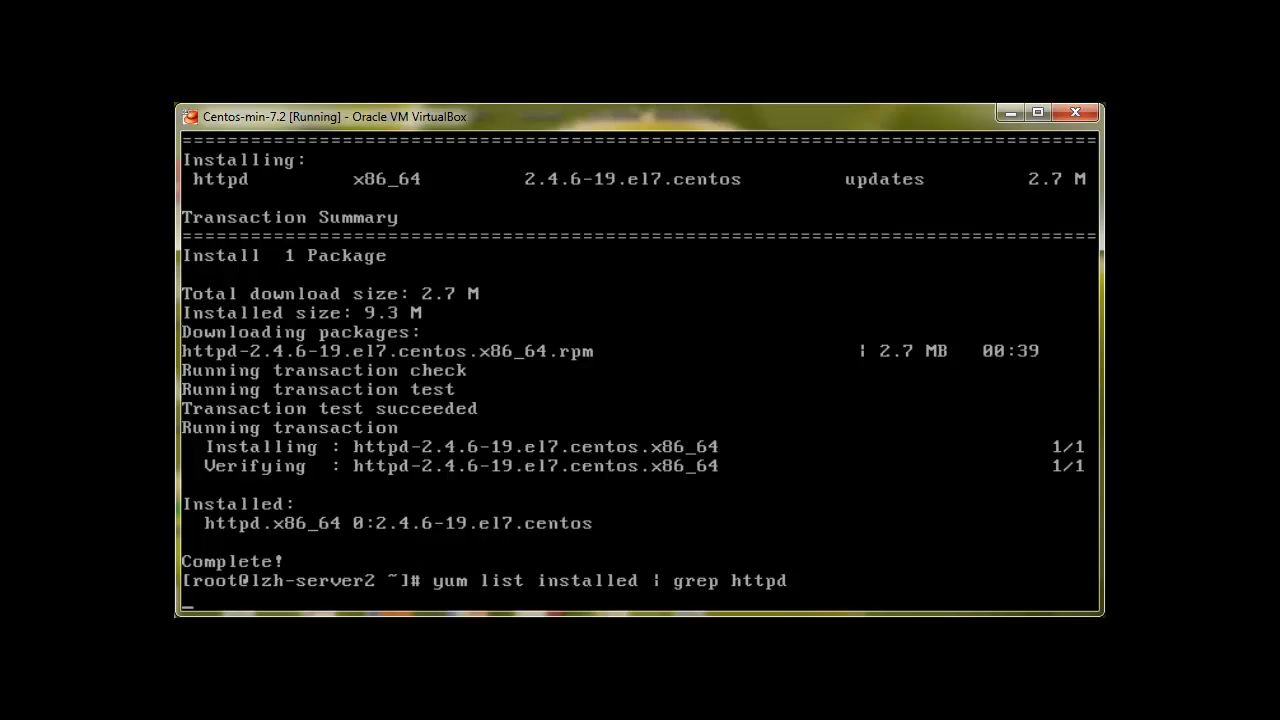 Centos-min-7.2 [Running] - Oracle VM VirtualBox
================================================================================
Installing:
 httpd         x86_64         2.4.6-19.el7.centos         updates         2.7 M

Transaction Summary
================================================================================
Install  1 Package

Total download size: 2.7 M
Installed size: 9.3 M
Downloading packages:
httpd-2.4.6-19.el7.centos.x86_64.rpm                       | 2.7 MB   00:39
Running transaction check
Running transaction test
Transaction test succeeded
Running transaction
  Installing : httpd-2.4.6-19.el7.centos.x86_64                             1/1
  Verifying  : httpd-2.4.6-19.el7.centos.x86_64                             1/1

Installed:
  httpd.x86_64 0:2.4.6-19.el7.centos

Complete!
[root@lzh-server2 ~]# yum list installed | grep httpd
_